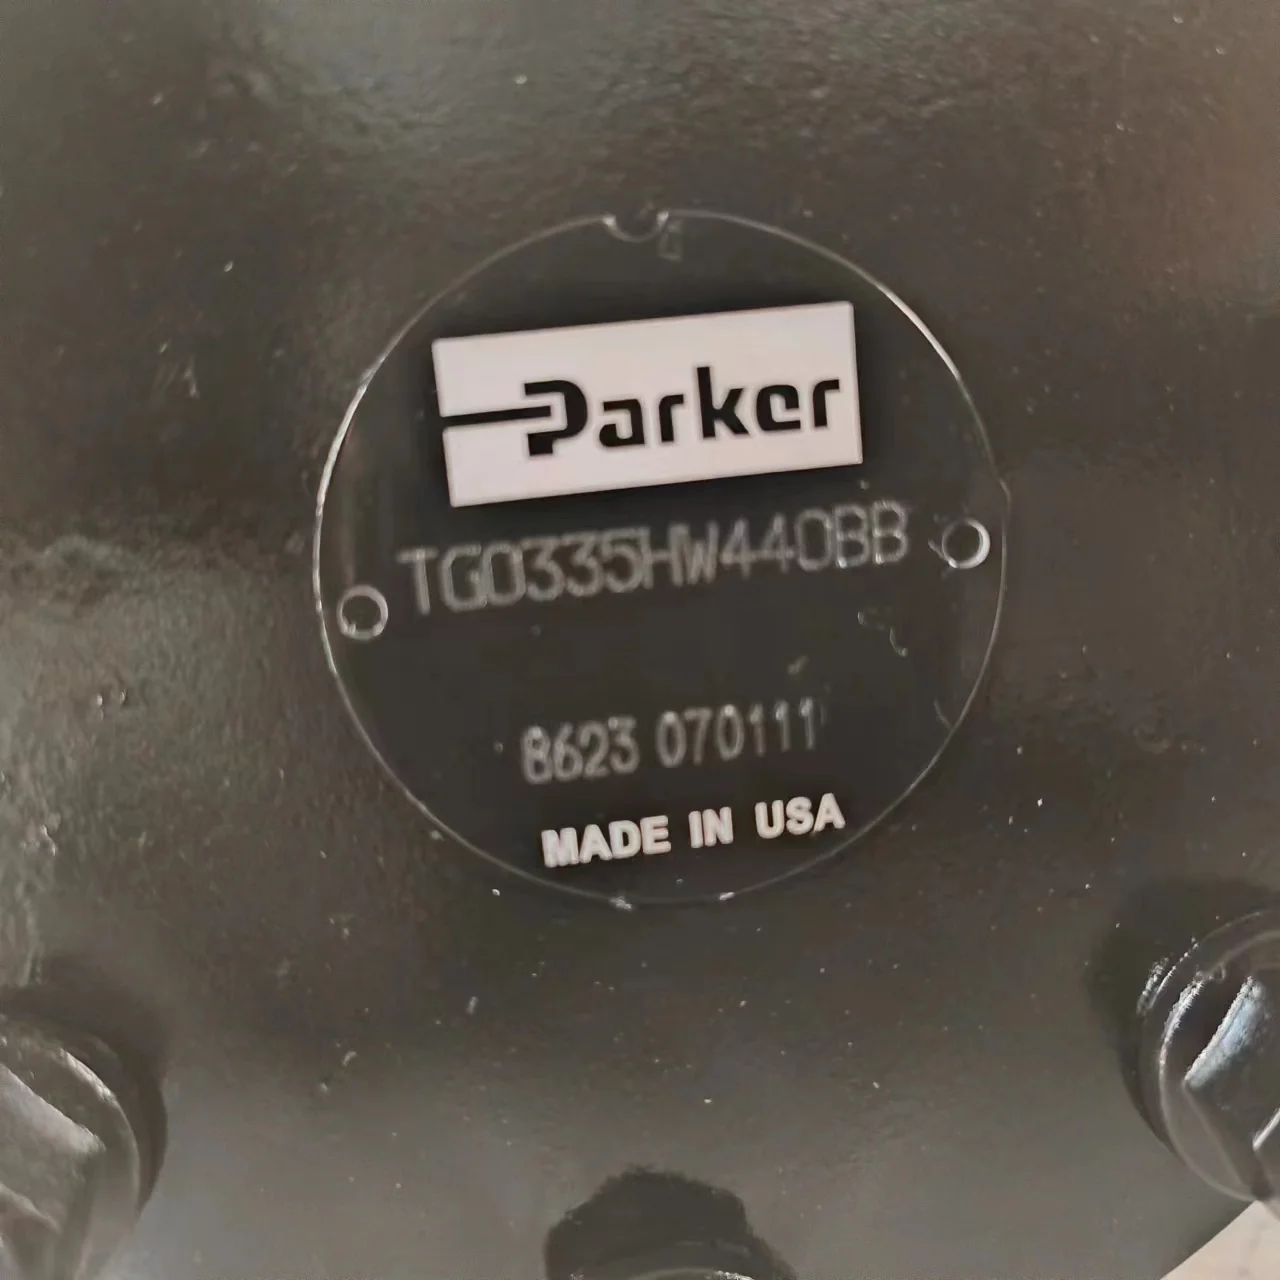 Parker
TG0335HW440BB
8623 070111
MADE IN USA